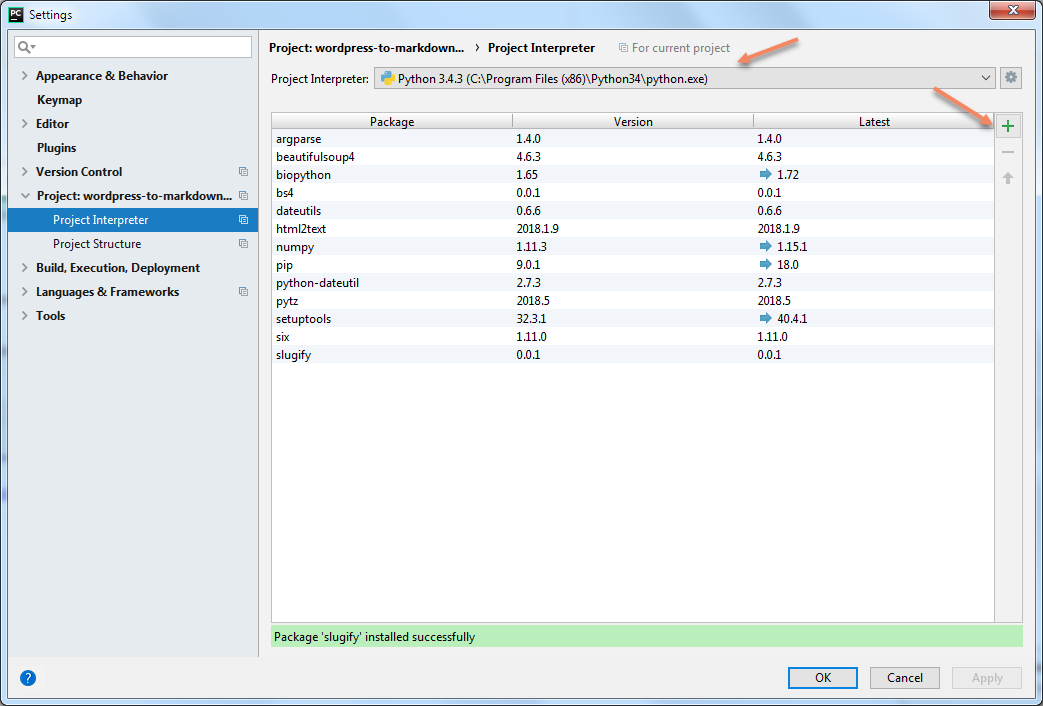 PC Settings
Project: wordpress-to-markdown... › Project Interpreter For current project
Project Interpreter: Python 3.4.3 (C:\Program Files (x86)\Python34\python.exe)
Appearance & Behavior
Keymap
Editor
Plugins
Version Control
Project: wordpress-to-markdown...
Project Interpreter
Project Structure
Build, Execution, Deployment
Languages & Frameworks
Tools
Package Version Latest
argparse 1.4.0 1.4.0
beautifulsoup4 4.6.3 4.6.3
biopython 1.65 1.72
bs4 0.0.1 0.0.1
dateutils 0.6.6 0.6.6
html2text 2018.1.9 2018.1.9
numpy 1.11.3 1.15.1
pip 9.0.1 18.0
python-dateutil 2.7.3 2.7.3
pytz 2018.5 2018.5
setuptools 32.3.1 40.4.1
six 1.11.0 1.11.0
slugify 0.0.1 0.0.1
Package 'slugify' installed successfully
? OK Cancel Apply